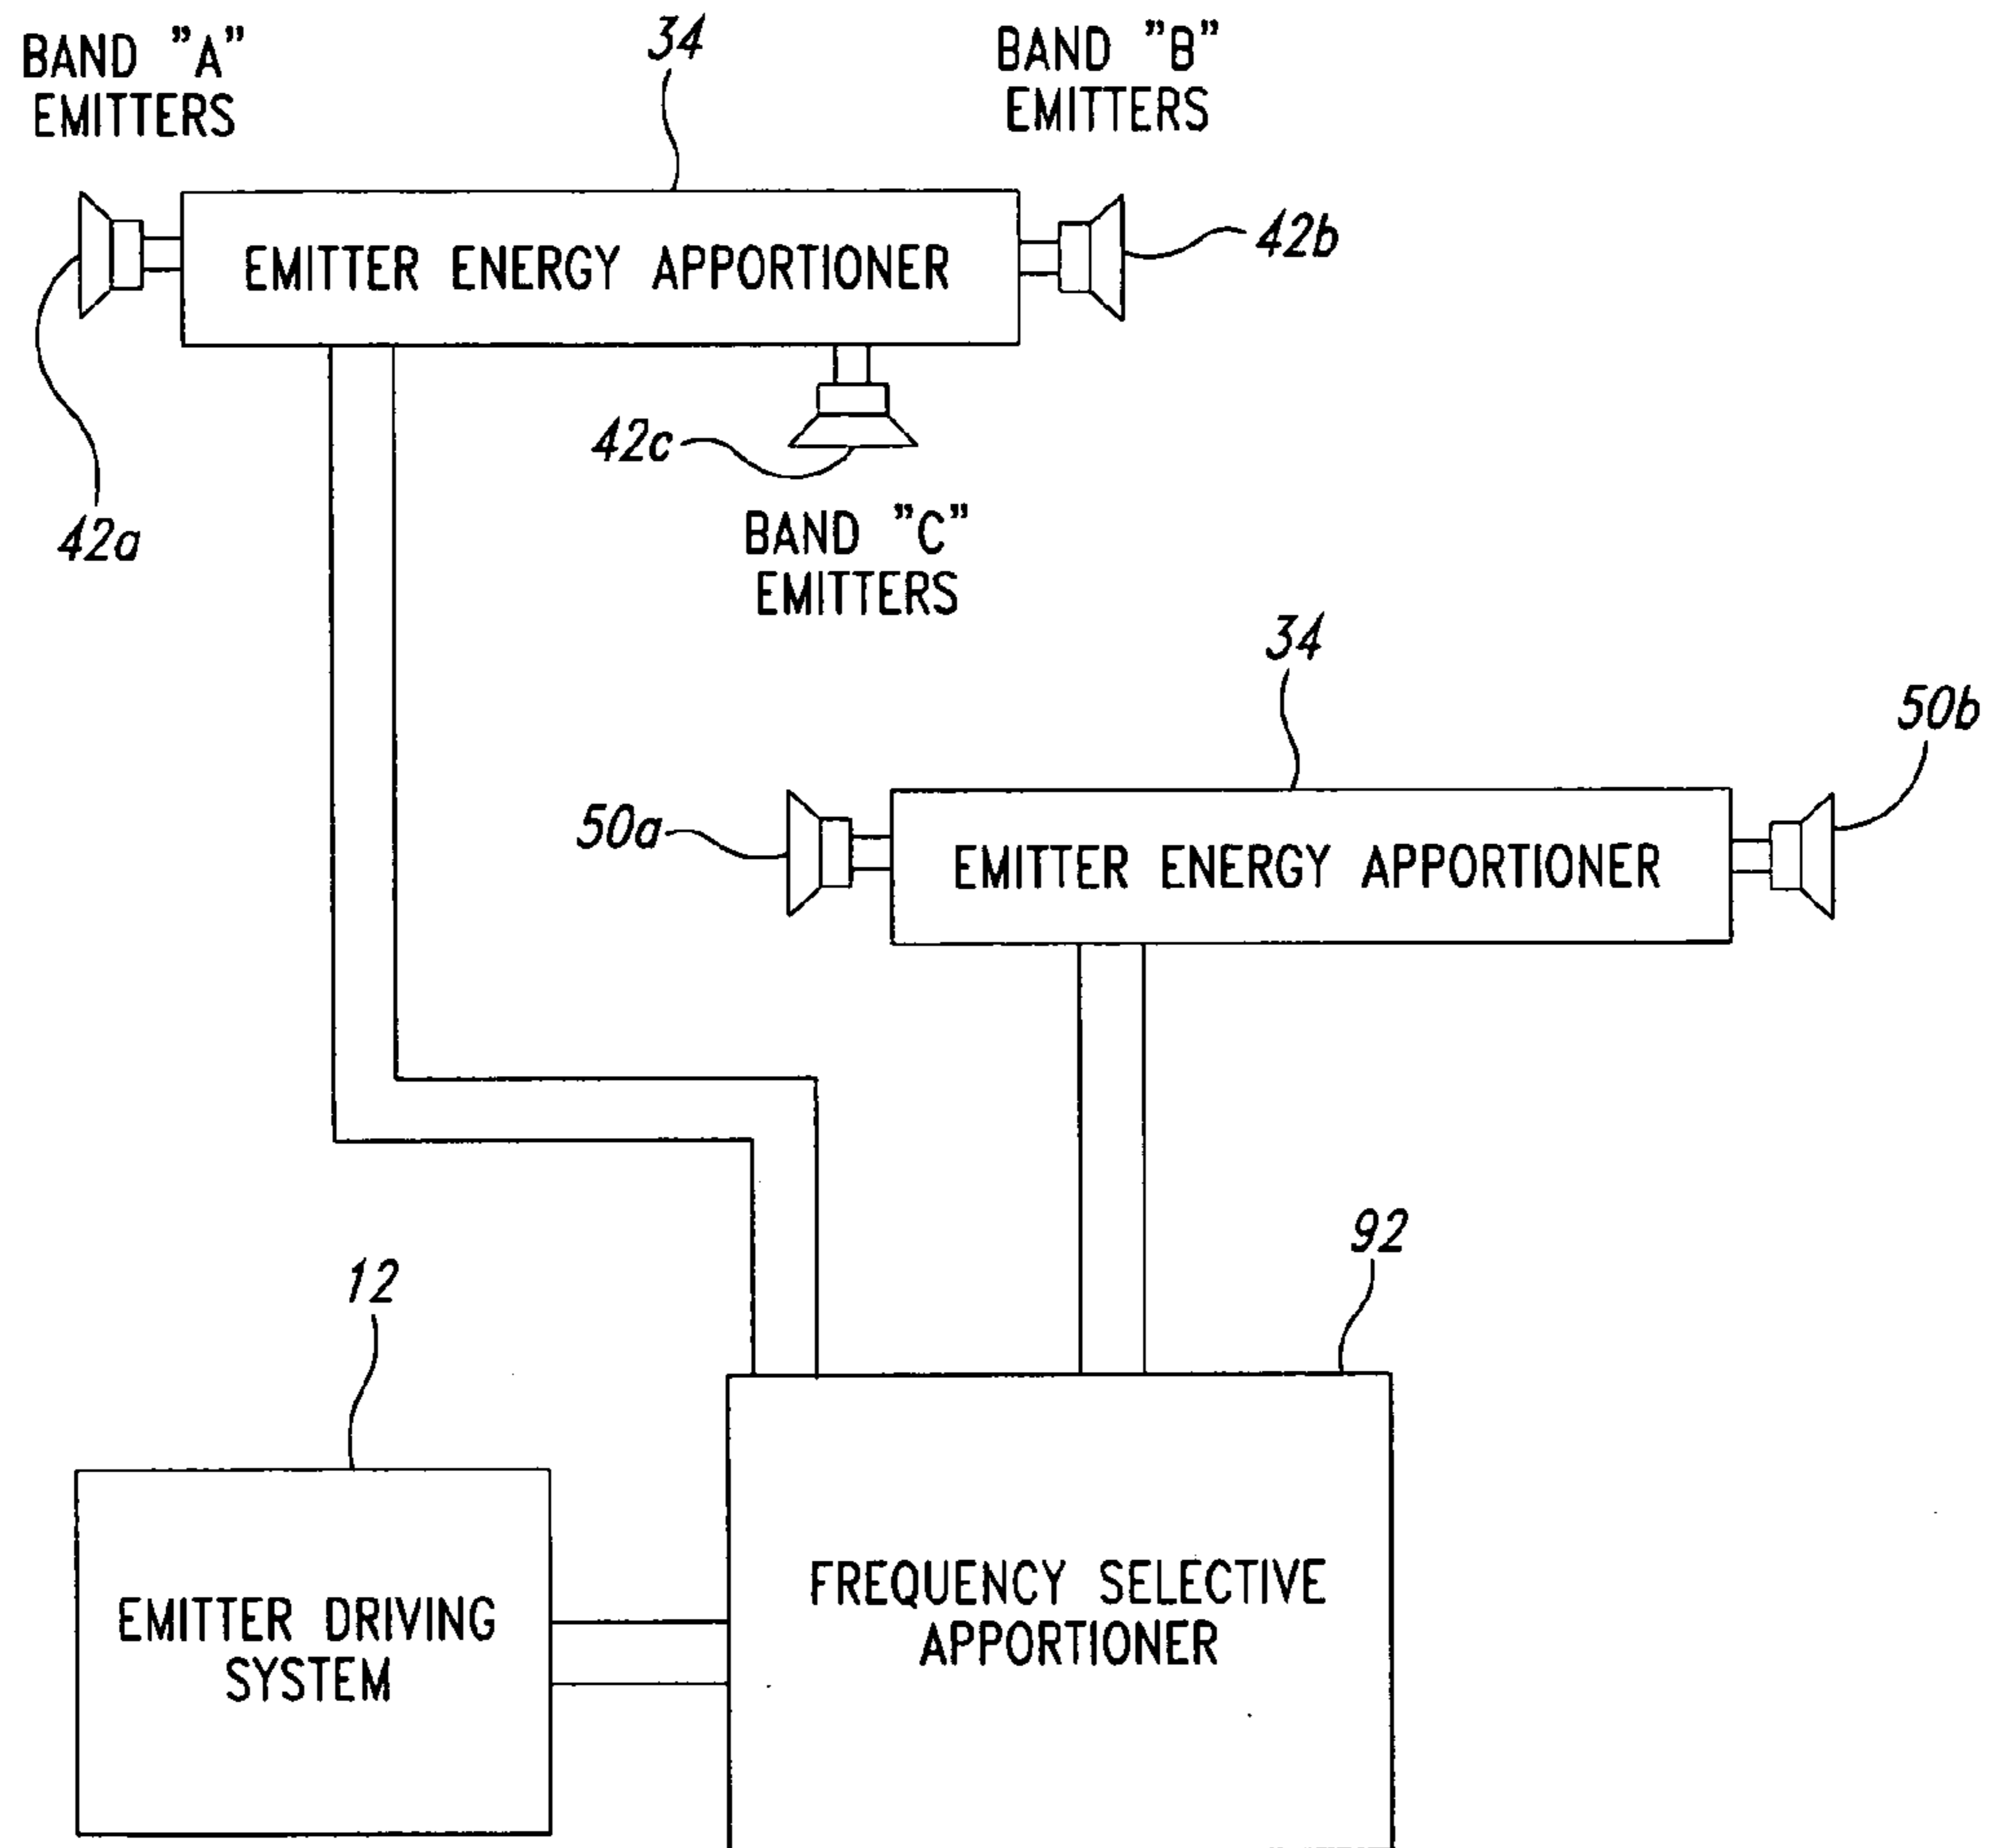 BAND "A"
EMITTERS
34
BAND "B"
EMITTERS
EMITTER ENERGY APPORTIONER
42b
42c
42a
BAND "C"
EMITTERS
34
50b
50a
EMITTER ENERGY APPORTIONER
92
12
FREQUENCY SELECTIVE
APPORTIONER
EMITTER DRIVING
SYSTEM